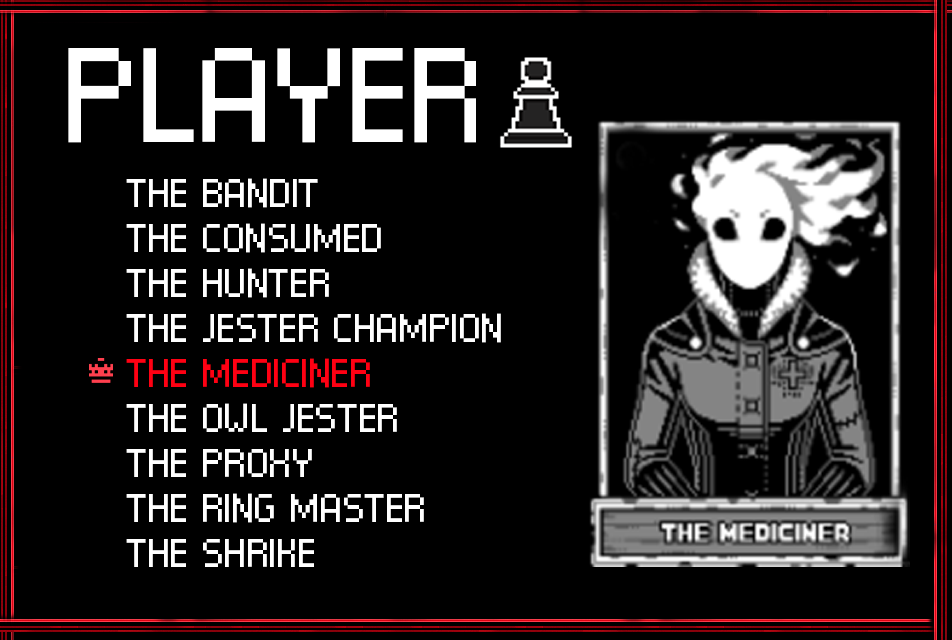 PLAYER
THE BANDIT
THE CONSUMED
THE HUNTER
THE JESTER CHAMPION
THE MEDICINER
THE OWL JESTER
THE PROXY
THE RING MASTER
THE SHRIKE
THE MEDICINER